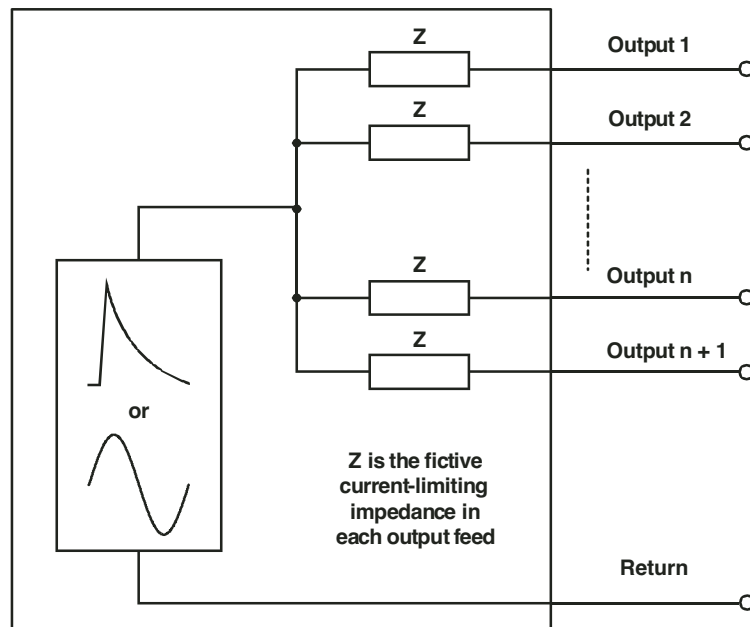 Z
Output 1
Z
Output 2
Z
Output n
Z
Output n + 1
or
Z is the fictive
current-limiting
impedance in
each output feed
Return